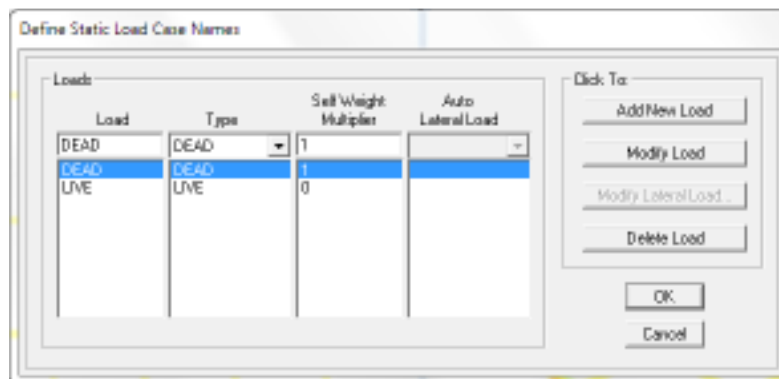 Define Static Load Case Names
Loads
Click To:
Load Type Self Weight Multiplier Auto Lateral Load
DEAD DEAD 1
DEAD DEAD 1
LIVE LIVE 0
Add New Load
Modify Load
Modify Lateral Load...
Delete Load
OK
Cancel